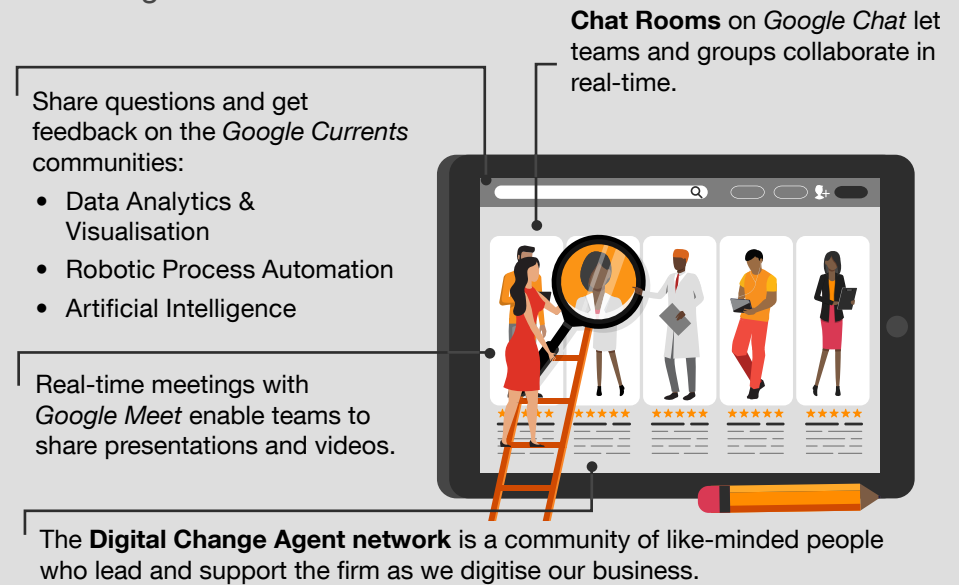 Chat Rooms on Google Chat let
teams and groups collaborate in
real-time.
Share questions and get
feedback on the Google Currents
communities:
• Data Analytics &
Visualisation
• Robotic Process Automation
• Artificial Intelligence
Real-time meetings with
Google Meet enable teams to
share presentations and videos.
The Digital Change Agent network is a community of like-minded people
who lead and support the firm as we digitise our business.